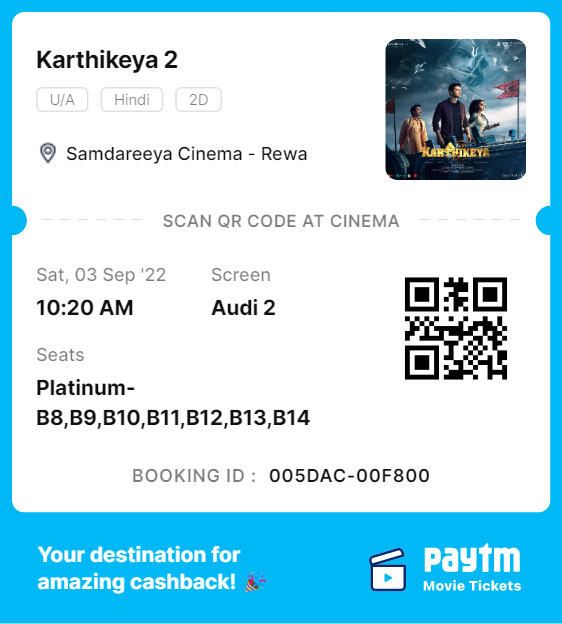 Karthikeya 2
U/A Hindi 2D
Samdareeya Cinema - Rewa
KARTHIKEYA
SCAN QR CODE AT CINEMA
Sat, 03 Sep '22 Screen
10:20 AM Audi 2
Seats
Platinum-
B8,B9,B10,B11,B12,B13,B14
BOOKING ID : 005DAC-00F800
Your destination for
amazing cashback! 🎉
paytm
Movie Tickets